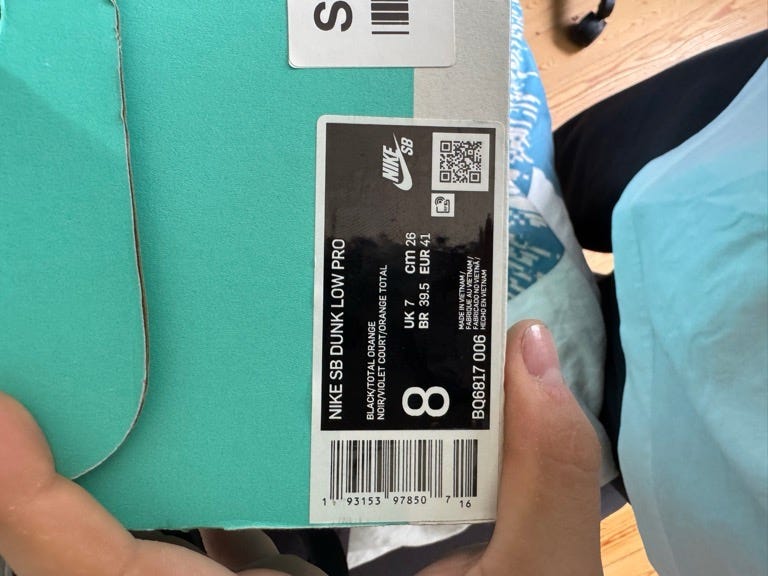 S
NIKE
SB
NIKE SB DUNK LOW PRO
BLACK/TOTAL ORANGE
NOIR/VIOLET COURT/ORANGE TOTAL
8
UK 7 cm 26
BR 39.5 EUR 41
BQ6817 006
MADE IN VIETNAM /
FABRIQUE AU VIETNAM /
FABRICADO NO VIETNÃ /
HECHO EN VIETNAM
1 93153 97850 7 16